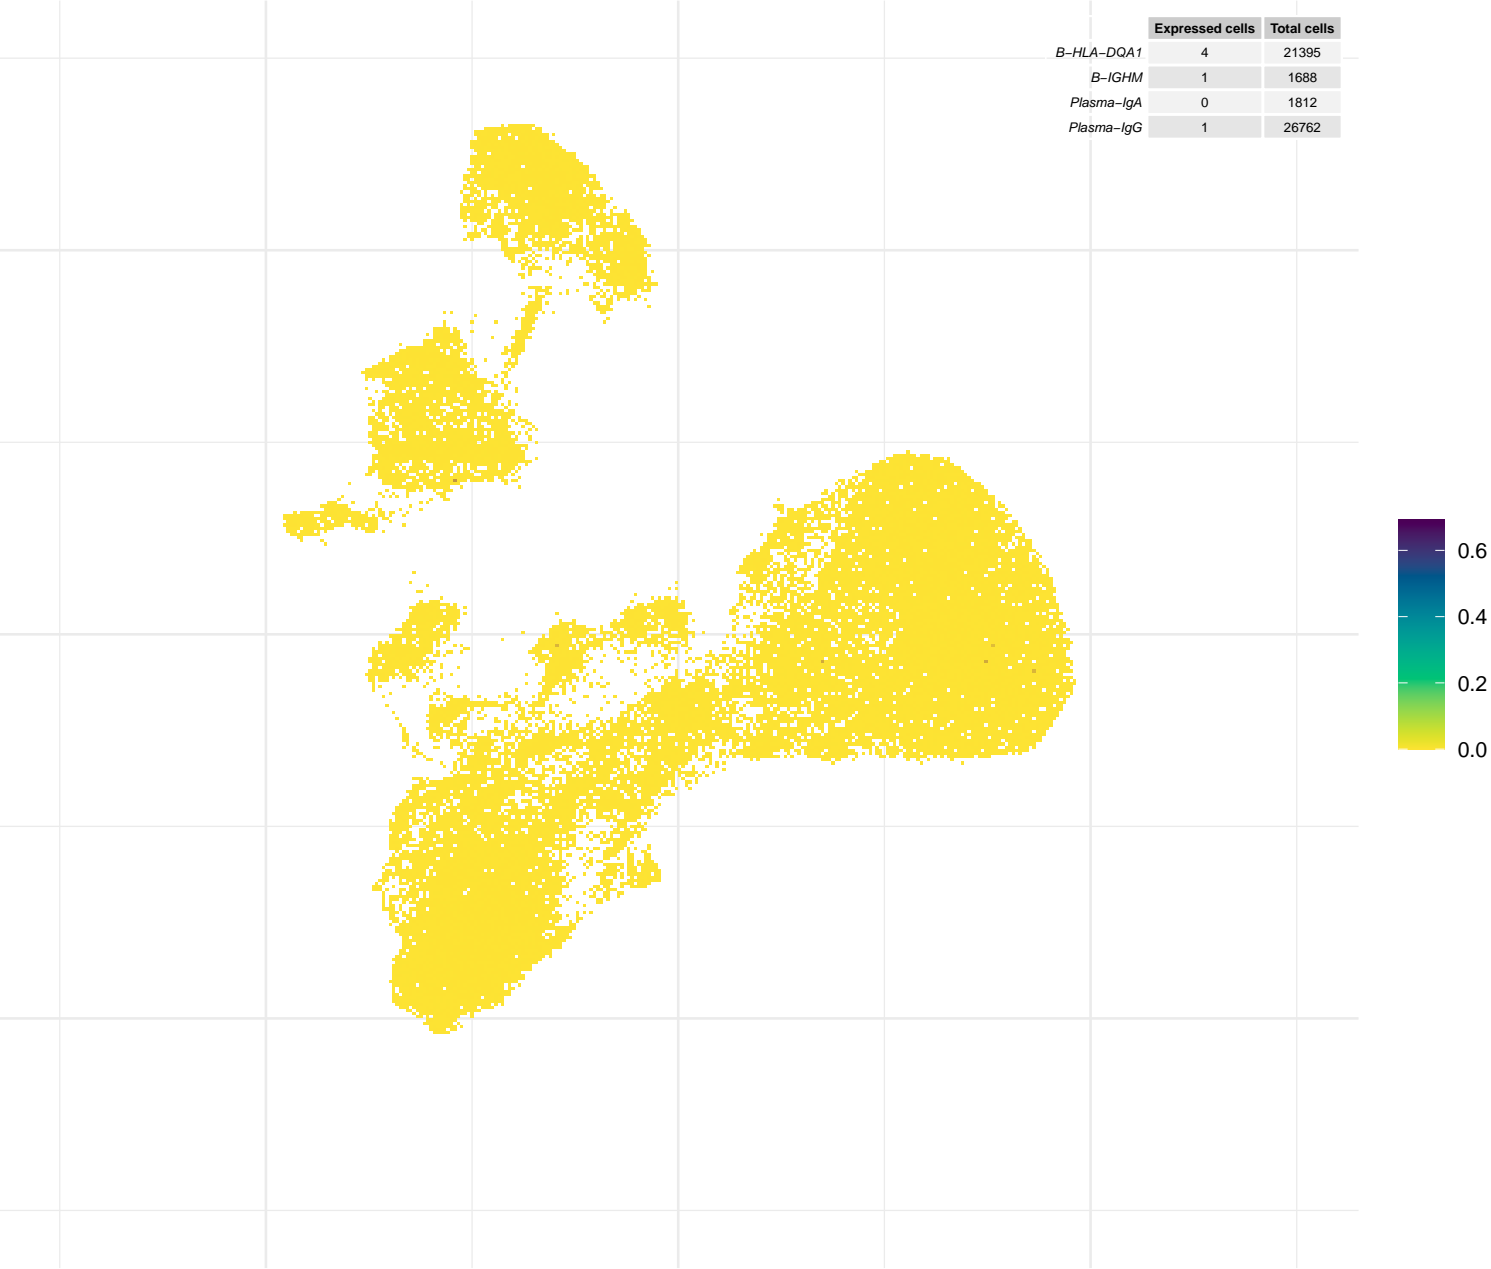 Expressed cells Total cells
B−HLA−DQA1 4 21395
B−IGHM 1 1688
Plasma−IgA 0 1812
Plasma−IgG 1 26762
0.6
0.4
0.2
0.0